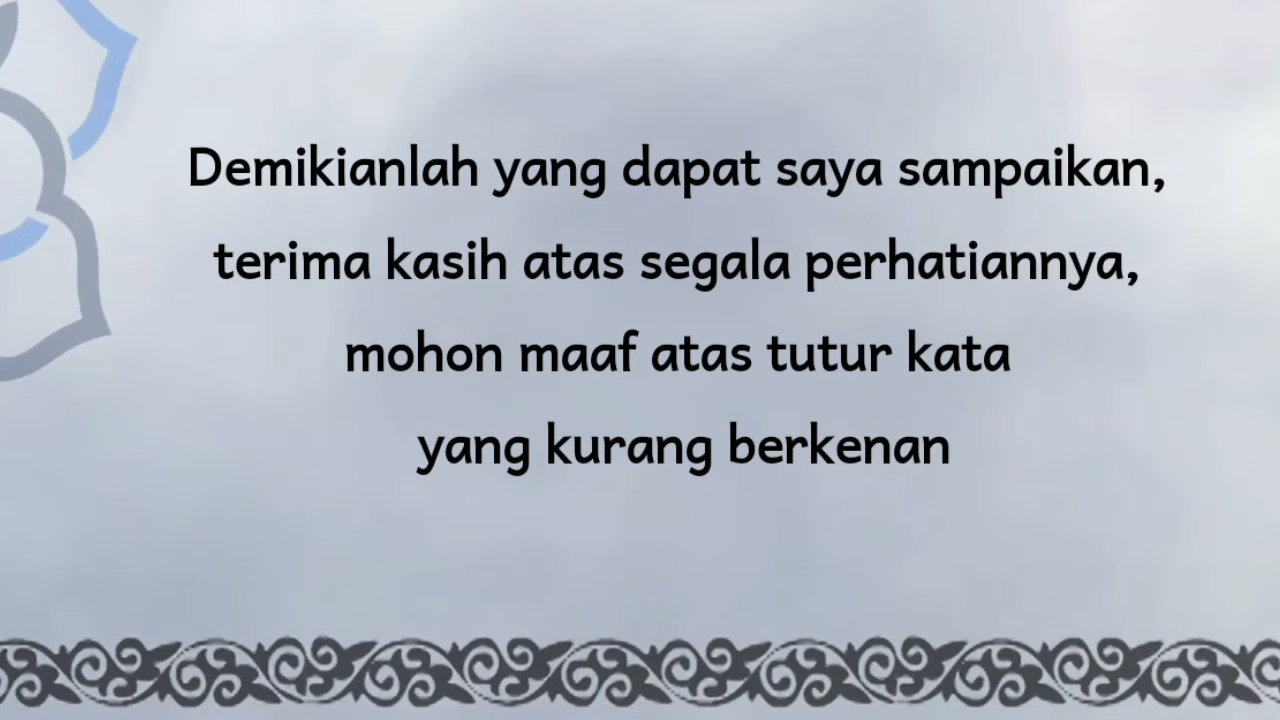 Demikianlah yang dapat saya sampaikan,
terima kasih atas segala perhatiannya,
mohon maaf atas tutur kata
yang kurang berkenan